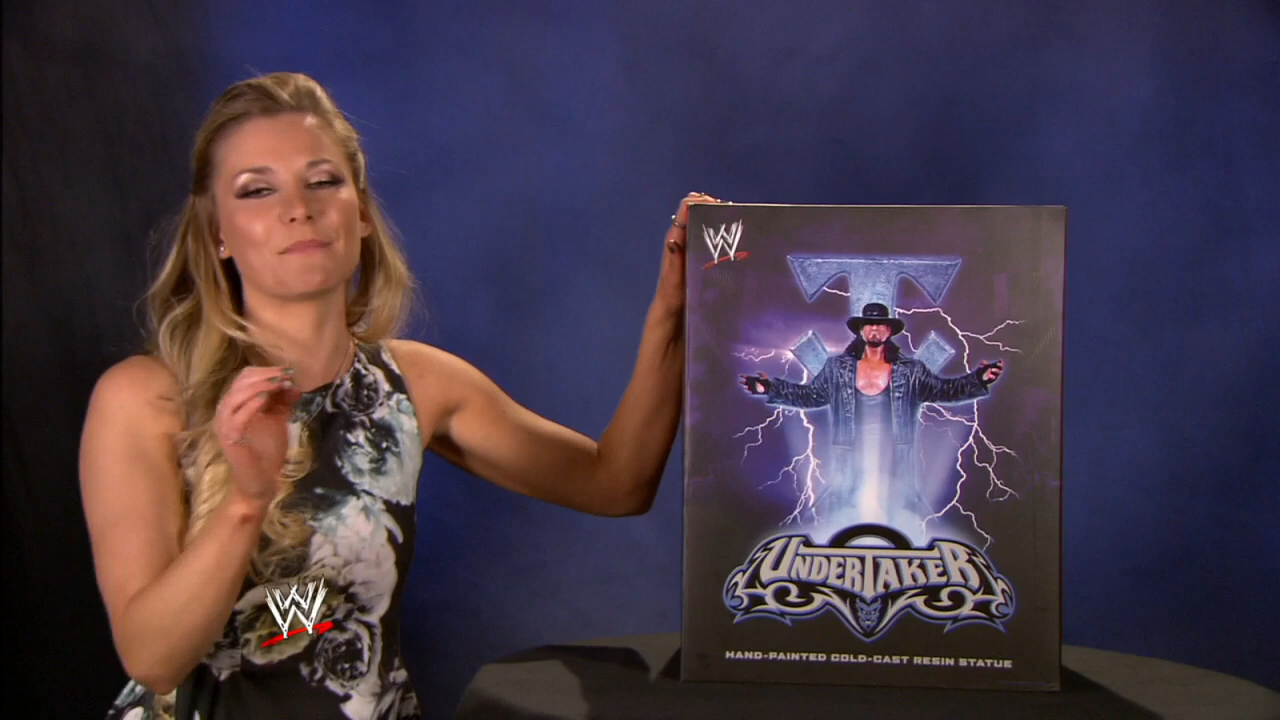 W
UNDERTAKER
HAND-PAINTED COLD-CAST RESIN STATUE
W